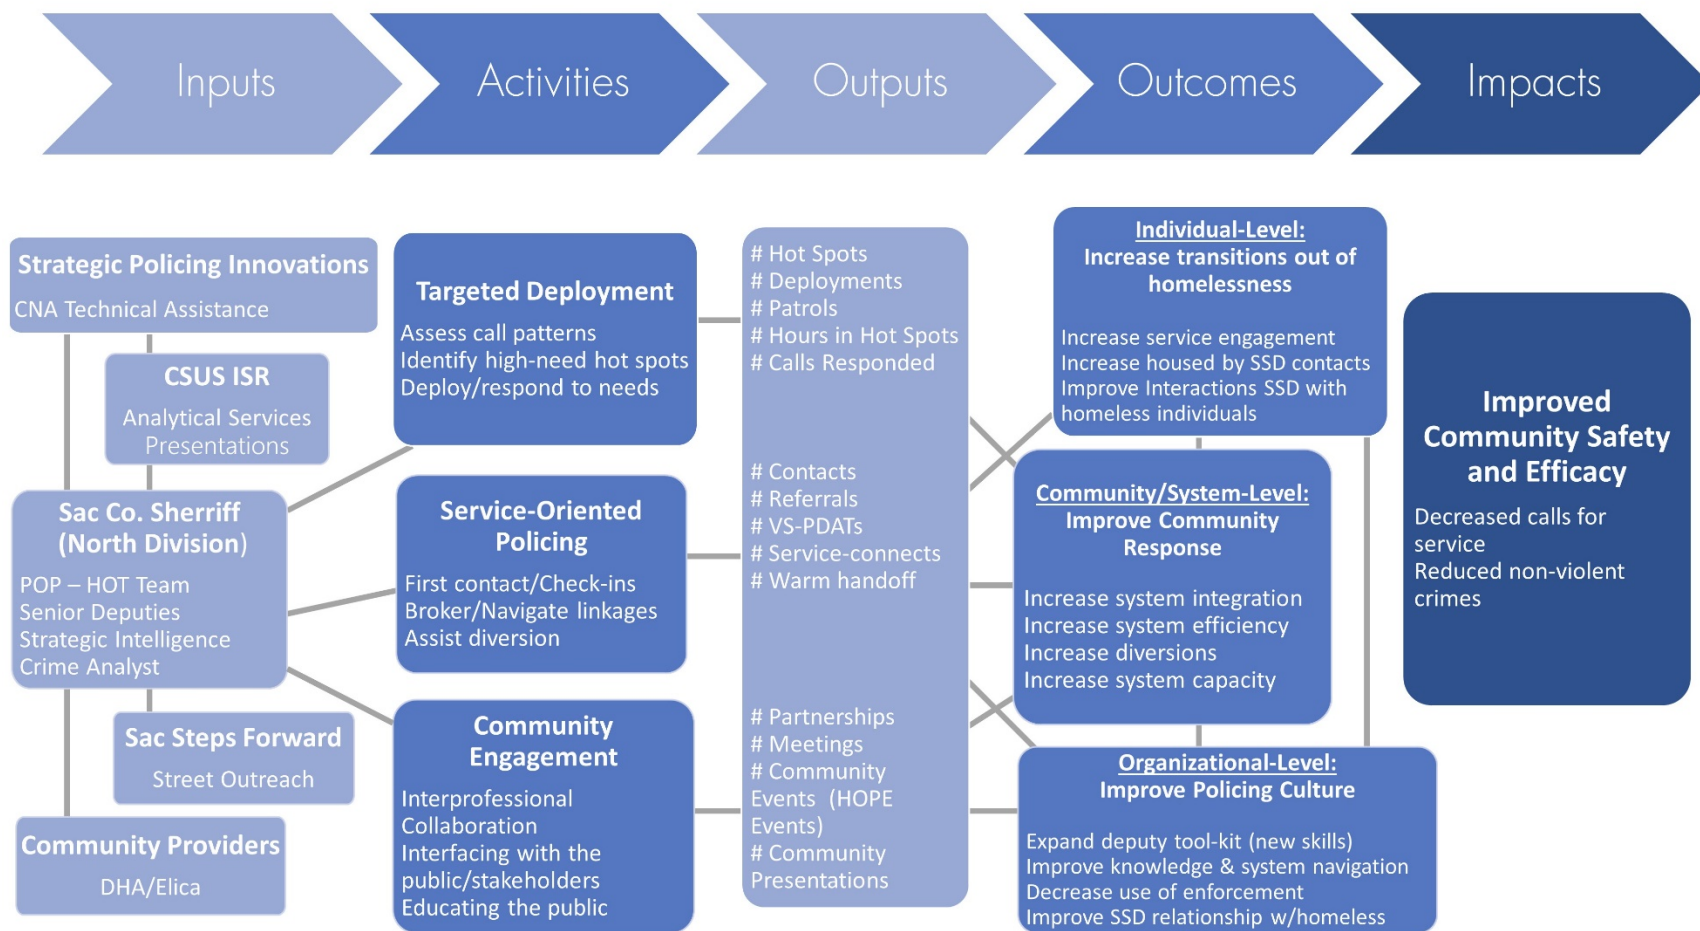 Inputs
Activities
Outputs
Outcomes
Impacts
Strategic Policing Innovations
CNA Technical Assistance
CSUS ISR
Analytical Services
Presentations
Sac Co. Sherriff
(North Division)
POP – HOT Team
Senior Deputies
Strategic Intelligence
Crime Analyst
Sac Steps Forward
Street Outreach
Community Providers
DHA/Elica
Targeted Deployment
Assess call patterns
Identify high-need hot spots
Deploy/respond to needs
Service-Oriented
Policing
First contact/Check-ins
Broker/Navigate linkages
Assist diversion
Community
Engagement
Interprofessional
Collaboration
Interfacing with the
public/stakeholders
Educating the public
# Hot Spots
# Deployments
# Patrols
# Hours in Hot Spots
# Calls Responded
# Contacts
# Referrals
# VS-PDATs
# Service-connects
# Warm handoff
# Partnerships
# Meetings
# Community
Events (HOPE
Events)
# Community
Presentations
Individual-Level:
Increase transitions out of
homelessness
Increase service engagement
Increase housed by SSD contacts
Improve Interactions SSD with
homeless individuals
Community/System-Level:
Improve Community
Response
Increase system integration
Increase system efficiency
Increase diversions
Increase system capacity
Organizational-Level:
Improve Policing Culture
Expand deputy tool-kit (new skills)
Improve knowledge & system navigation
Decrease use of enforcement
Improve SSD relationship w/homeless
Improved
Community Safety
and Efficacy
Decreased calls for
service
Reduced non-violent
crimes